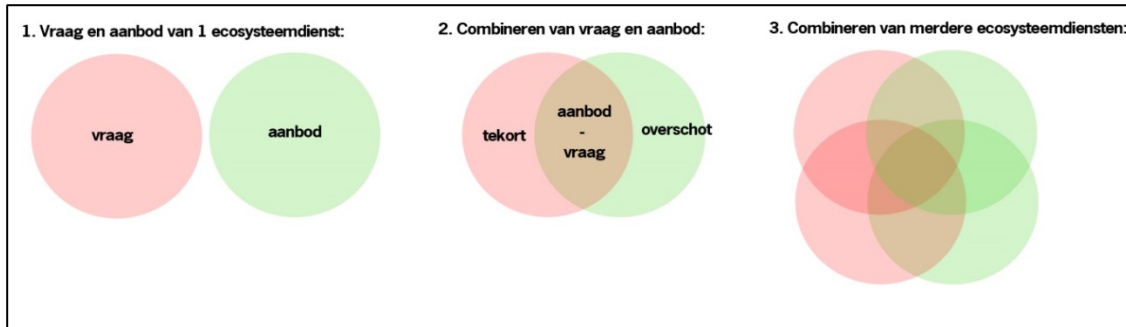 1. Vraag en aanbod van 1 ecosysteemdienst:
vraag
aanbod
2. Combineren van vraag en aanbod:
tekort
aanbod
-
vraag
overschot
3. Combineren van merdere ecosysteemdiensten: